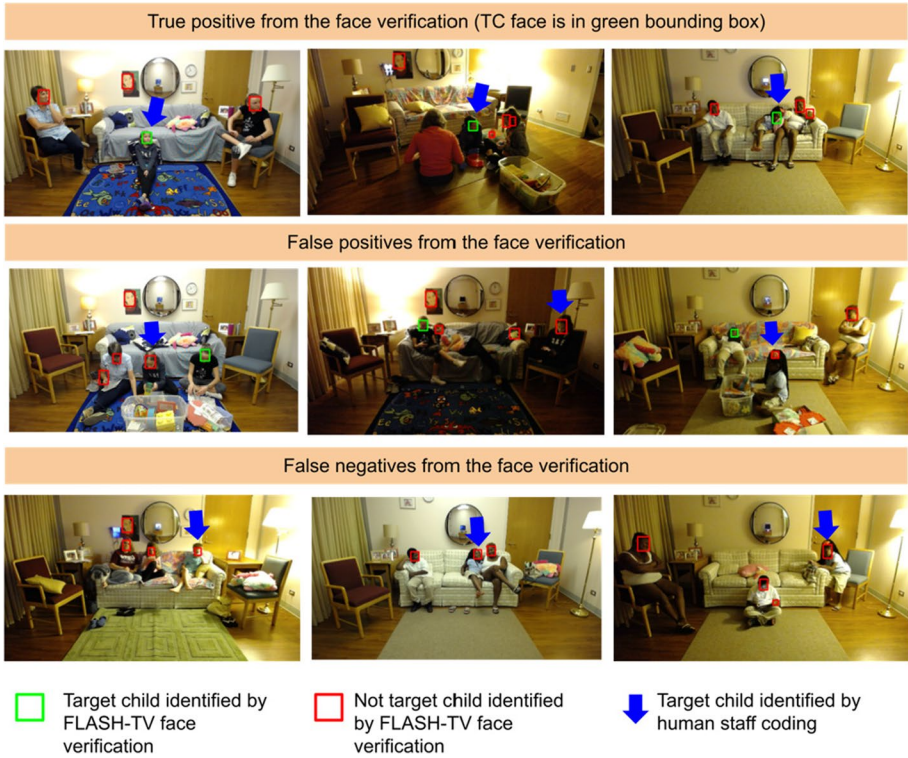 True positive from the face verification (TC face is in green bounding box)
False positives from the face verification
False negatives from the face verification
Target child identified by
FLASH-TV face
verification
Not target child identified
by FLASH-TV face
verification
Target child identified by
human staff coding